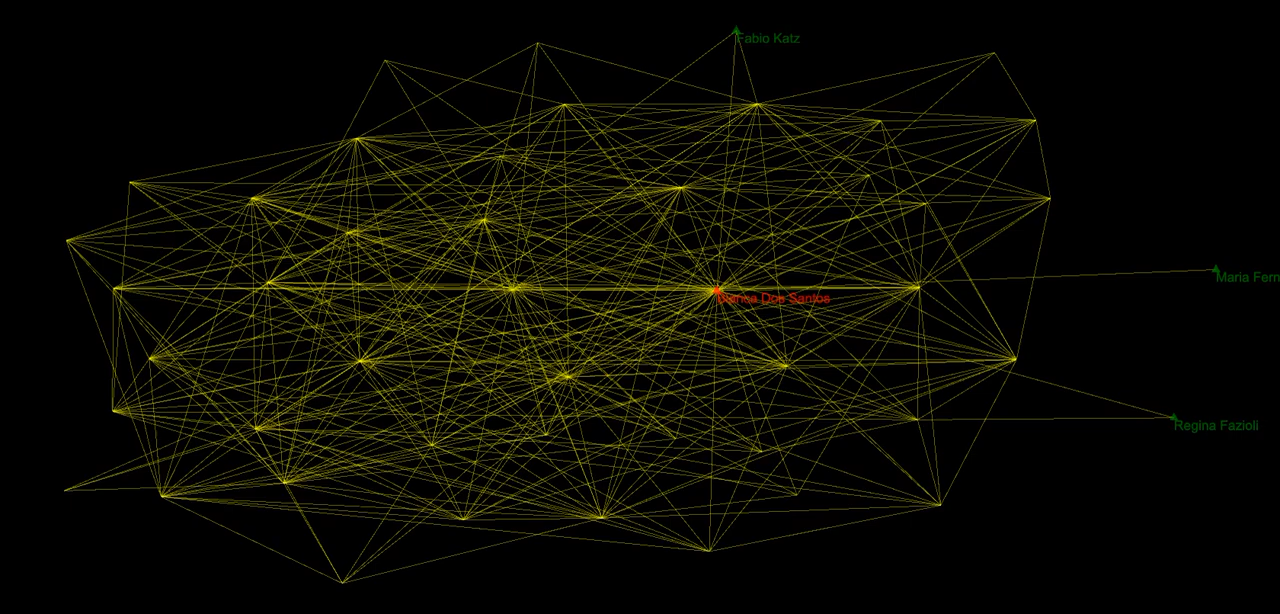 Fabio Katz
Maria Fern
Bianca Dos Santos
Regina Fazioli